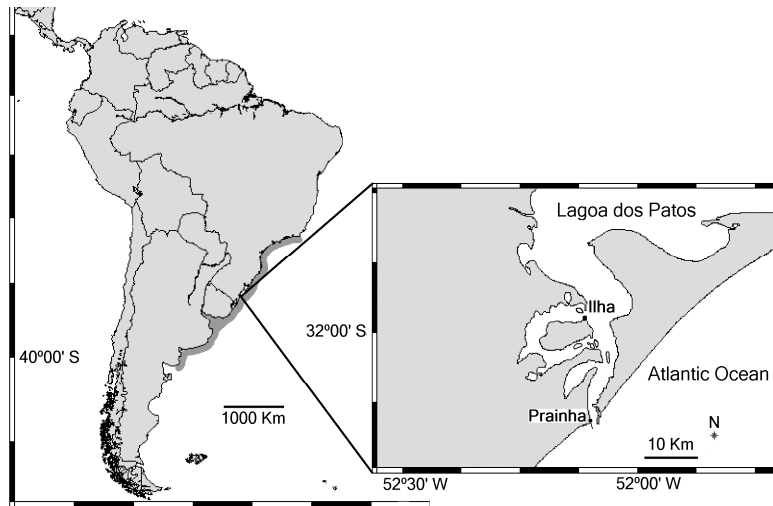 Lagoa dos Patos
Ilha
32º00' S
40º00' S
Atlantic Ocean
1000 Km
Prainha
N
10 Km
52º30' W
52º00' W